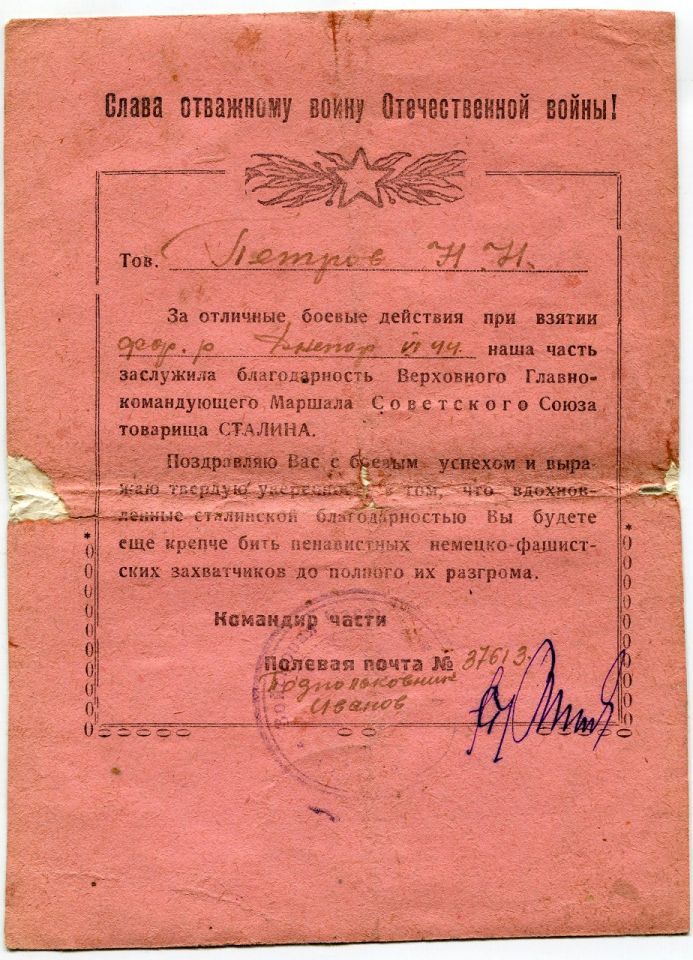 Слава отважному воину Отечественной войны!
Тов. Петров Н Н.
За отличные боевые действия при взятии
фор. р Днепор 44 наша часть
заслужила благодарность Верховного Главно-
командующего Маршала Советского Союза
товарища СТАЛИНА.
Поздравляю Вас с боевым успехом и выра-
жаю твердую уверенность в том, что вдохнов-
ленные сталинской благодарностью Вы будете
еще крепче бить ненавистных немецко-фашист-
ских захватчиков до полного их разгрома.
Командир части
Полевая почта № 37613.
Подполковник
Иванов